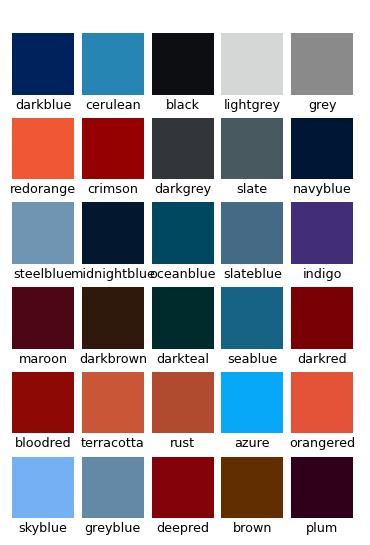 darkblue cerulean black lightgrey grey
redorange crimson darkgrey slate navyblue
steelblue midnightblue oceanblue slateblue indigo
maroon darkbrown darkteal seablue darkred
bloodred terracotta rust azure orangered
skyblue greyblue deepred brown plum